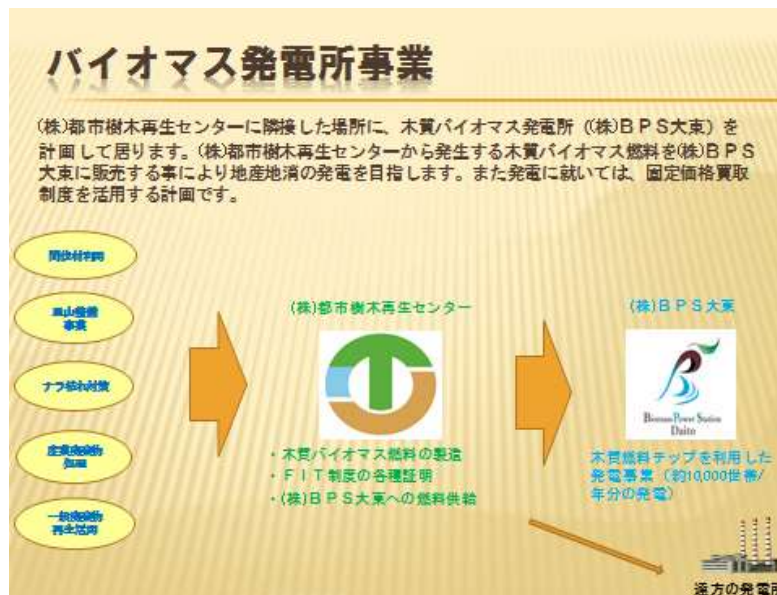 バイオマス発電所事業
(株)都市樹木再生センターに隣接した場所に、木質バイオマス発電所（(株)ＢＰＳ大東）を
計画して居ります。(株)都市樹木再生センターから発生する木質バイオマス燃料を(株)ＢＰＳ
大東に販売する事により地産地消の発電を目指します。また発電に就いては、固定価格買取
制度を活用する計画です。
間伐材利用
里山整備
事業
ナラ枯れ対策
産業廃棄物
処理
一般廃棄物
再生活用
(株)都市樹木再生センター
・木質バイオマス燃料の製造
・ＦＩＴ制度の各種証明
・(株)ＢＰＳ大東への燃料供給
(株)ＢＰＳ大東
Biomass Power Station
Daito
木質燃料チップを利用した
発電事業（約10,000世帯/
年分の発電）
遠方の発電所